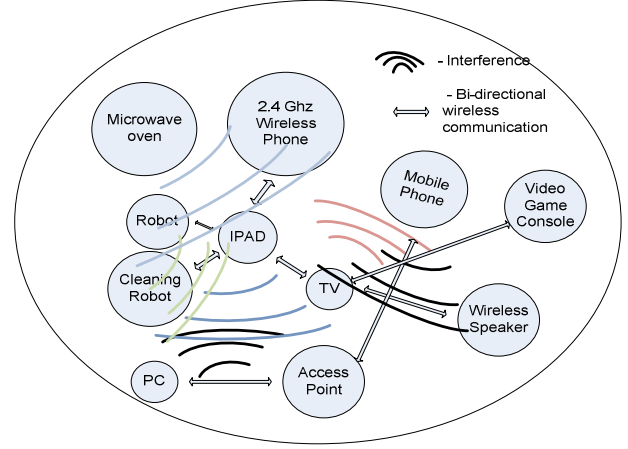 - Interference
- Bi-directional
wireless
communication
Microwave
oven
2.4 Ghz
Wireless
Phone
Mobile
Phone
Video
Game
Console
Robot
IPAD
Cleaning
Robot
TV
Wireless
Speaker
PC
Access
Point